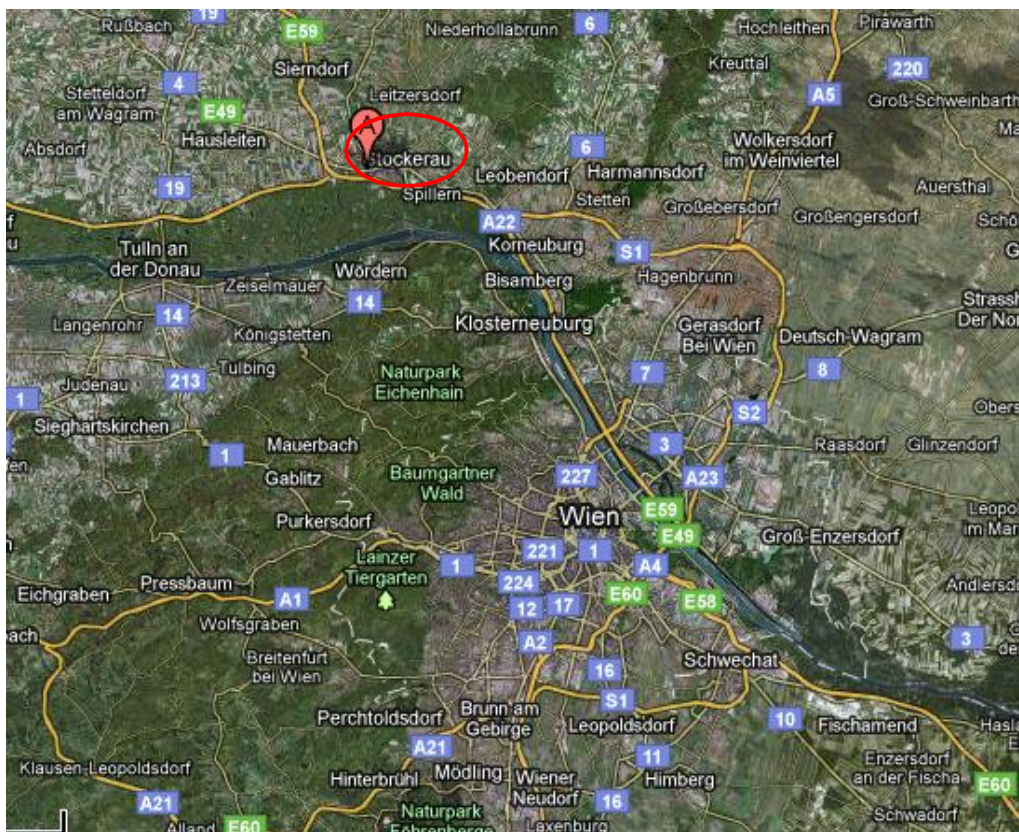 19
Rußbach
E59
Niederhollabrunn
6
Hochleithen
Pirawarth
Sierndorf
Kreuttal
220
4
Stetteldorf
am Wagram
E49
Leitzersdorf
A5
Groß-Schweinbarth
Hausleiten
A
Absdorf
Wolkersdorf
im Weinviertel
Stockerau
6
Leobendorf
Harmannsdorf
19
Spillern
Stetten
Großebersdorf
Auersthal
Großengersdorf
A22
Korneuburg
S1
Tulln an
der Donau
Wördern
Bisamberg
Hagenbrunn
Zeiselmauer
14
14
Langenrohr
Königstetten
Klosterneuburg
Gerasdorf
Bei Wien
Deutsch-Wagram
Tulbing
Naturpark
Eichenhain
7
8
Judenau
213
1
S2
Sieghartskirchen
Mauerbach
3
Raasdorf
Glinzendorf
1
Gablitz
Baumgartner
Wald
227
A23
Purkersdorf
Wien
E59
E49
Groß-Enzersdorf
Lainzer
Tiergarten
1
221
1
A4
Pressbaum
224
E60
E58
Eichgraben
A1
12
17
Wolfsgraben
A2
3
Breitenfurt
bei Wien
16
Schwechat
S1
Perchtoldsdorf
Brunn am
Gebirge
Leopoldsdorf
10
Fischamend
A21
11
Klausen-Leopoldsdorf
Hinterbrühl
Mödling
Wiener
Neudorf
Himberg
Enzersdorf
an der Fischa
E60
A21
16
Alland
E60
Naturpark
Föhrenberge
Laxenburg
Schwadorf